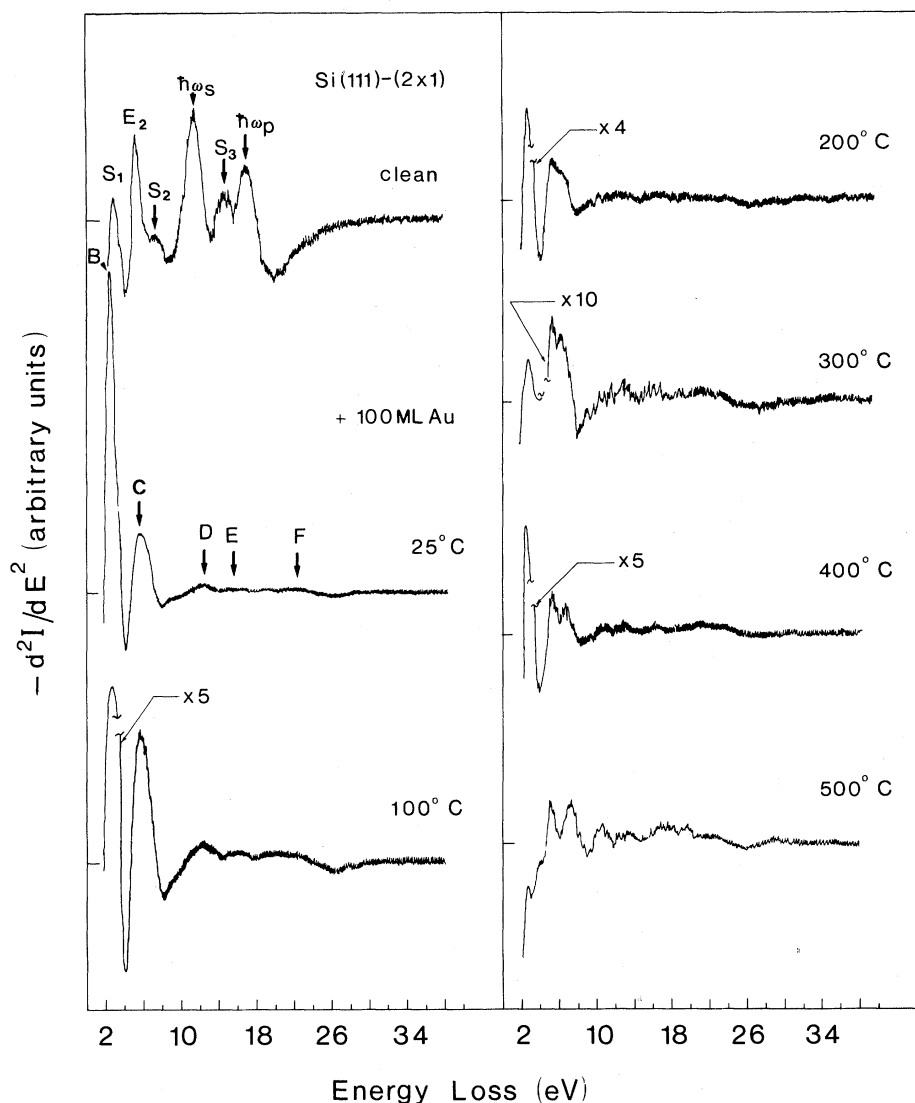 Si(111)-(2x1)
clean
B
S₁
E₂
S₂
ħωs
S₃
ħωp
+ 100 ML Au
25° C
C
D
E
F
x5
100° C
x4
200° C
x10
300° C
x5
400° C
500° C
−d²I/dE² (arbitrary units)
2 10 18 26 34
2 10 18 26 34
Energy Loss (eV)